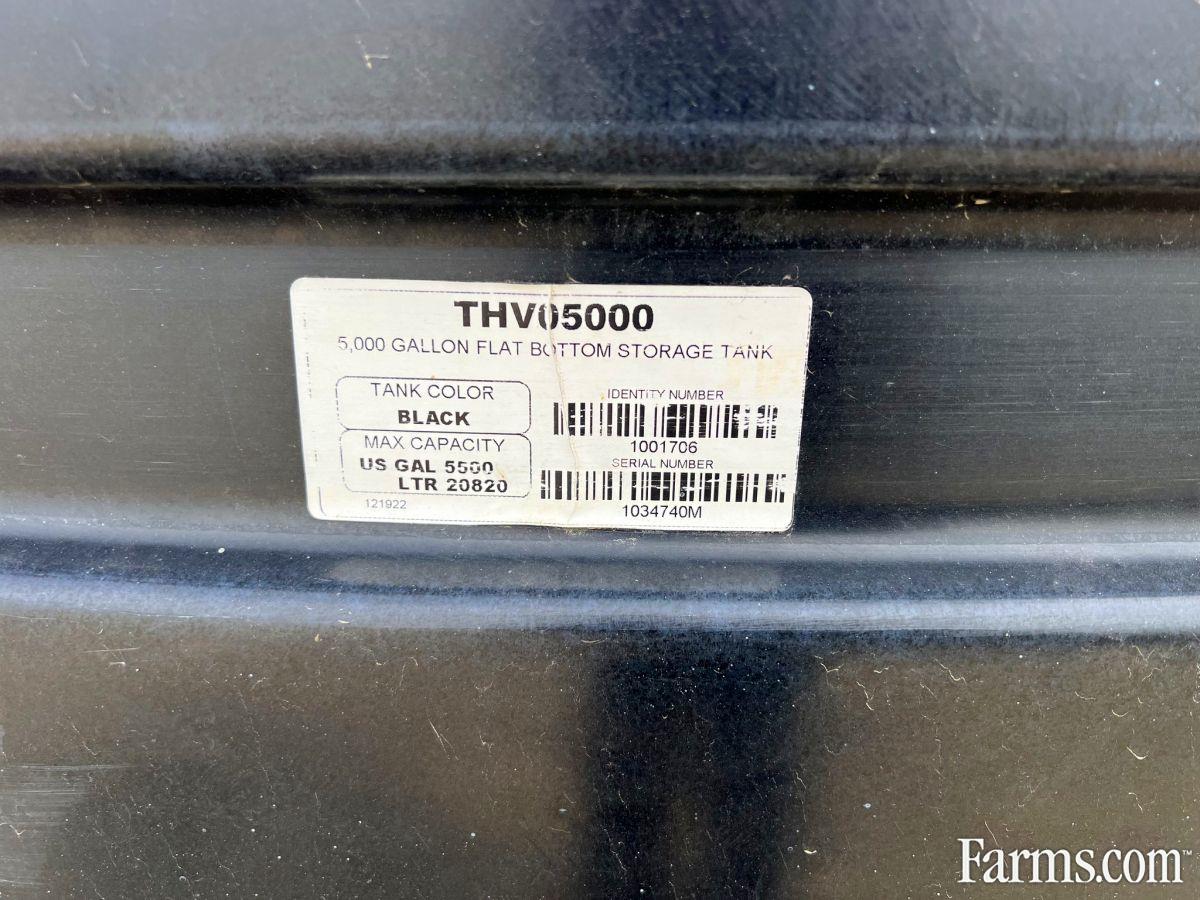 THV05000
5,000 GALLON FLAT BOTTOM STORAGE TANK
TANK COLOR
BLACK
MAX CAPACITY
US GAL 5500
LTR 20820
121922
IDENTITY NUMBER
1001706
SERIAL NUMBER
1034740M
Farms.com™